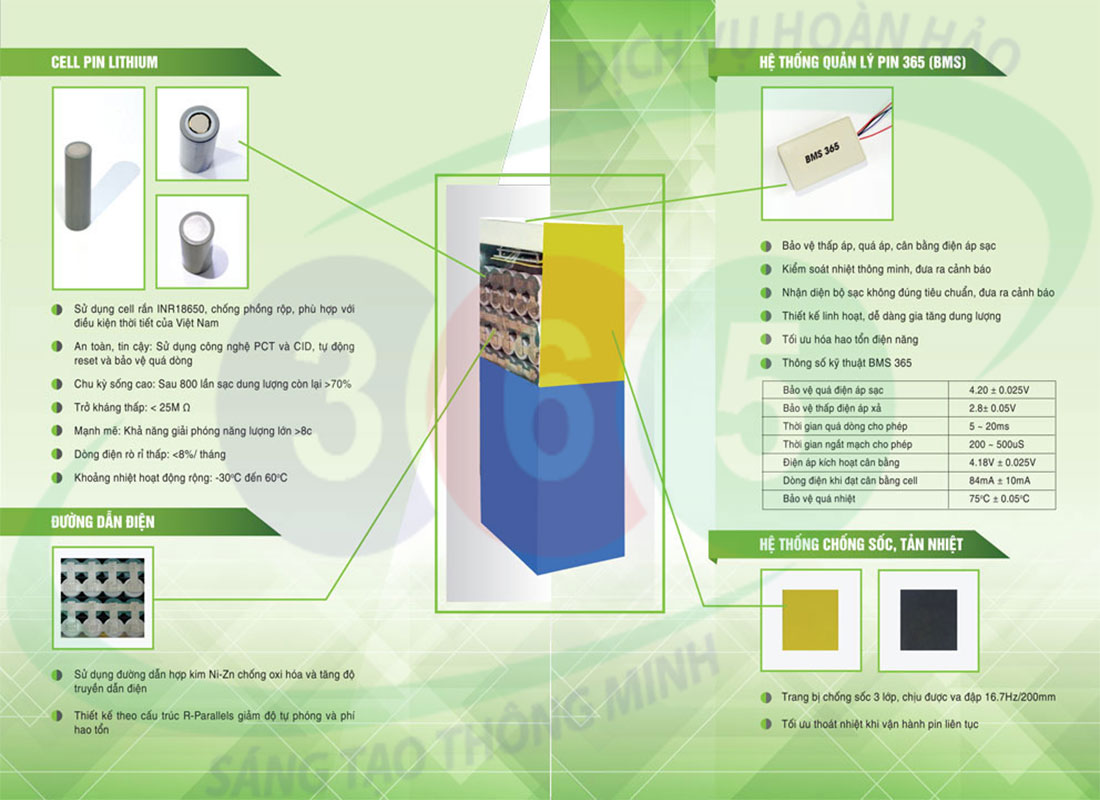 CELL PIN LITHIUM
Sử dụng cell rắn INR18650, chống phồng rộp, phù hợp với
điều kiện thời tiết của Việt Nam
An toàn, tin cậy: Sử dụng công nghệ PCT và CID, tự động
reset và bảo vệ quá dòng
Chu kỳ sống cao: Sau 800 lần sạc dung lượng còn lại >70%
Trở kháng thấp: < 25M Ω
Mạnh mẽ: Khả năng giải phóng năng lượng lớn >8c
Dòng điện rò rỉ thấp: <8%/ tháng
Khoảng nhiệt hoạt động rộng: -30ºC đến 60ºC
ĐƯỜNG DẪN ĐIỆN
Sử dụng đường dẫn hợp kim Ni-Zn chống oxi hóa và tăng độ
truyền dẫn điện
Thiết kế theo cấu trúc R-Parallels giảm độ tự phóng và phí
hao tổn
HỆ THỐNG QUẢN LÝ PIN 365 (BMS)
BMS 365
Bảo vệ thấp áp, quá áp, cân bằng điện áp sạc
Kiểm soát nhiệt thông minh, đưa ra cảnh báo
Nhận diện bộ sạc không đúng tiêu chuẩn, đưa ra cảnh báo
Thiết kế linh hoạt, dễ dàng gia tăng dung lượng
Tối ưu hóa hao tổn điện năng
Thông số kỹ thuật BMS 365
Bảo vệ quá điện áp sạc 4.20 ± 0.025V
Bảo vệ thấp điện áp xả 2.8± 0.05V
Thời gian quá dòng cho phép 5 ~ 20ms
Thời gian ngắt mạch cho phép 200 ~ 500uS
Điện áp kích hoạt cân bằng 4.18V ± 0.025V
Dòng điện khi đạt cân bằng cell 84mA ± 10mA
Bảo vệ quá nhiệt 75ºC ± 0.05ºC
HỆ THỐNG CHỐNG SỐC, TẢN NHIỆT
Trang bị chống sốc 3 lớp, chịu được va đập 16.7Hz/200mm
Tối ưu thoát nhiệt khi vận hành pin liên tục
DỊCH VỤ HOÀN HẢO
365
SÁNG TẠO THÔNG MINH